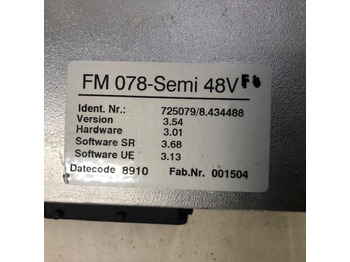 FM 078-Semi 48V F8
Ident. Nr.: 725079/8.434488
Version 3.54
Hardware 3.01
Software SR 3.68
Software UE 3.13
Datecode 8910 Fab.Nr. 001504